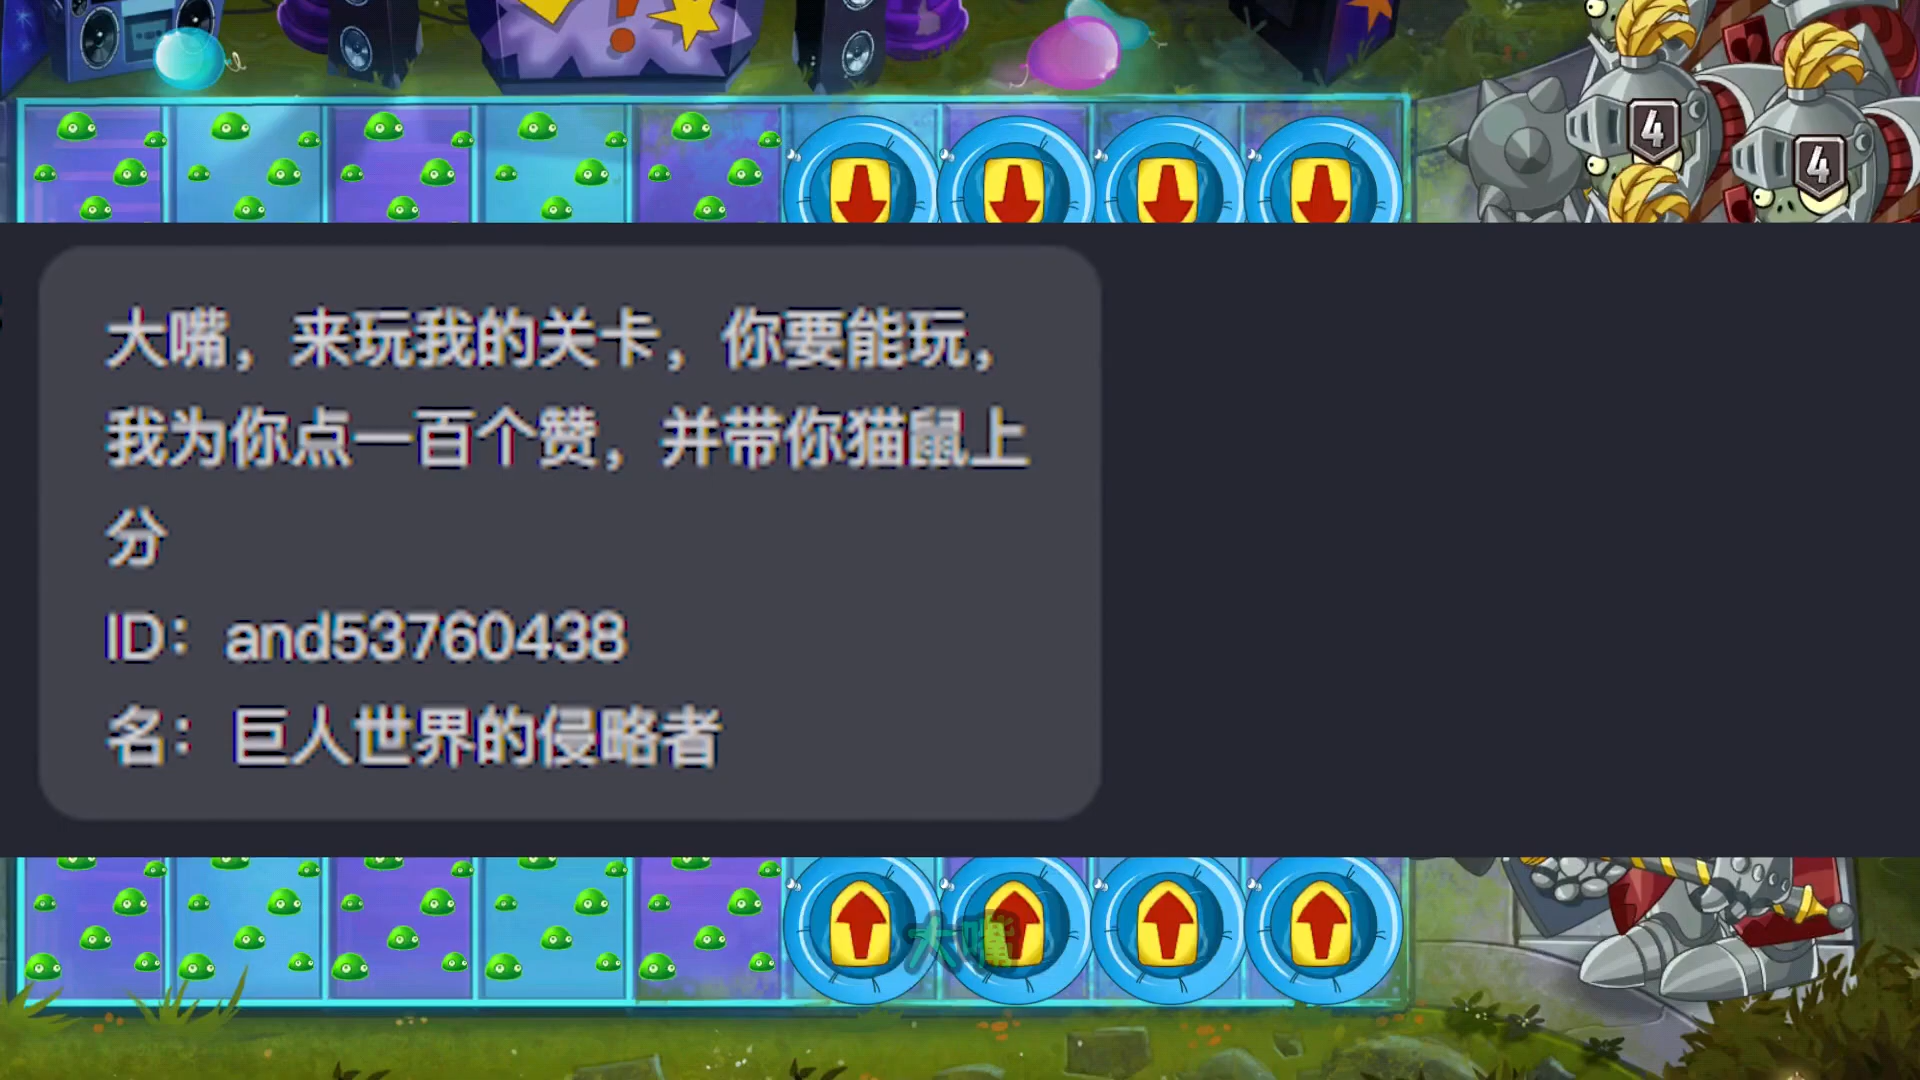 4
4
大嘴，来玩我的关卡，你要能玩，
我为你点一百个赞，并带你猫鼠上
分
ID：and53760438
名：巨人世界的侵略者
大嘴